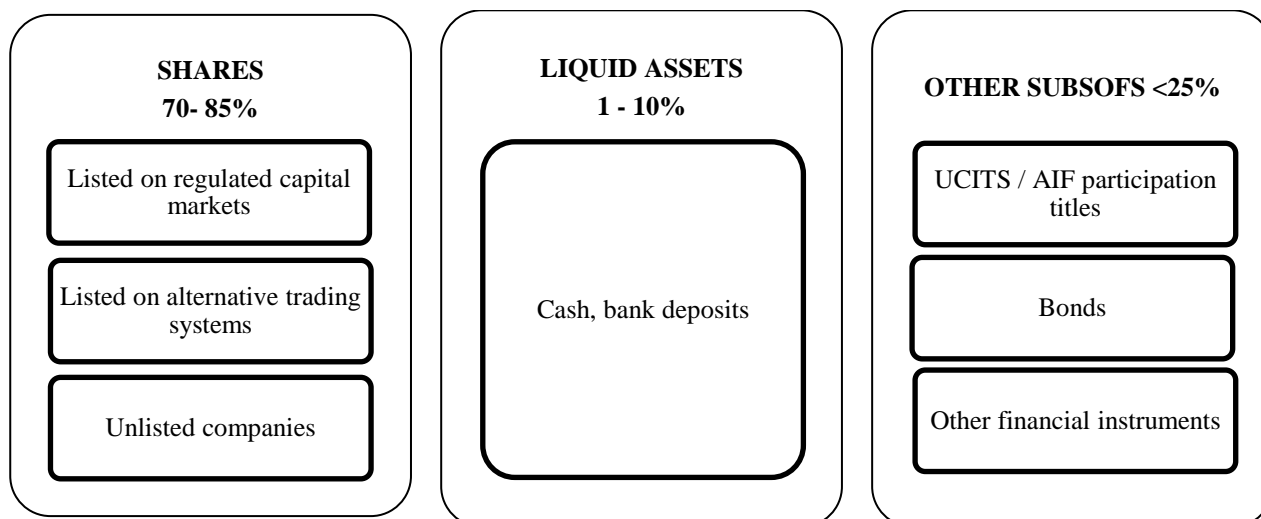 SHARES
70- 85%
Listed on regulated capital
markets
Listed on alternative trading
systems
Unlisted companies
LIQUID ASSETS
1 - 10%
Cash, bank deposits
OTHER SUBSOFS <25%
UCITS / AIF participation
titles
Bonds
Other financial instruments